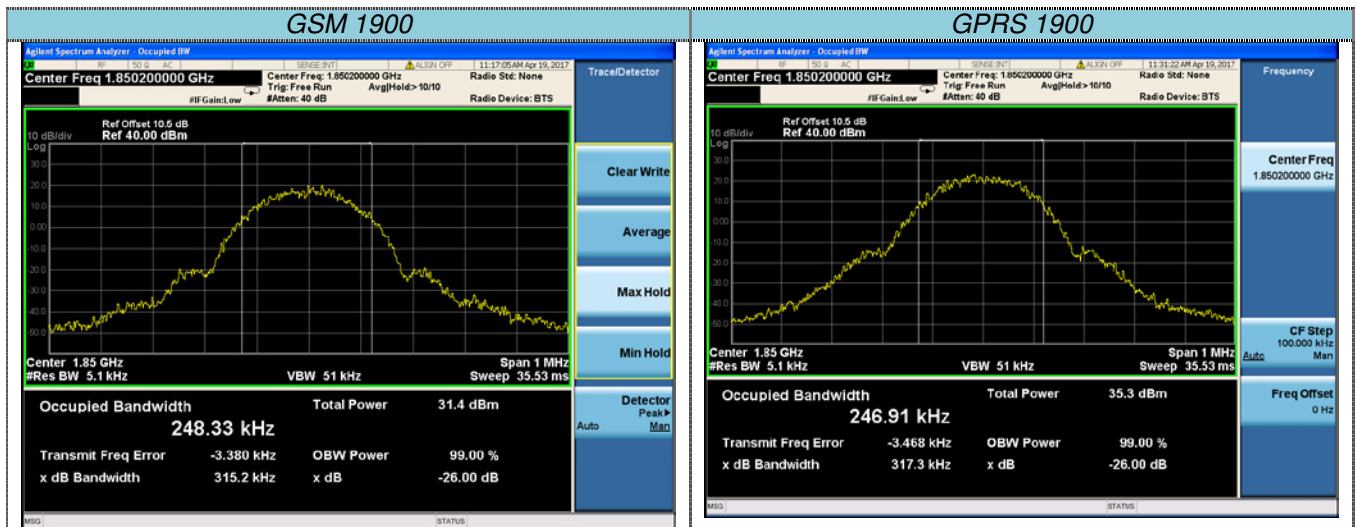 GSM 1900
Agilent Spectrum Analyzer - Occupied BW
RF 50 Ω AC SENSE:INT ALIGN OFF 11:17:05 AM Apr 19, 2017
Center Freq 1.850200000 GHz
Center Freq: 1.850200000 GHz
Radio Std: None
Trig: Free Run Avg|Hold:> 10/10
#IFGain:Low #Atten: 40 dB Radio Device: BTS
Ref Offset 10.5 dB
10 dB/div Ref 40.00 dBm
Log
30.0
20.0
10.0
0.00
-10.0
-20.0
-30.0
-40.0
-50.0
Center 1.85 GHz Span 1 MHz
#Res BW 5.1 kHz VBW 51 kHz Sweep 35.53 ms
Occupied Bandwidth Total Power 31.4 dBm
248.33 kHz
Transmit Freq Error -3.380 kHz OBW Power 99.00 %
x dB Bandwidth 315.2 kHz x dB -26.00 dB
MSG STATUS
Trace/Detector
Clear Write
Average
Max Hold
Min Hold
Detector
Peak▶
Auto Man
GPRS 1900
Agilent Spectrum Analyzer - Occupied BW
RF 50 Ω AC SENSE:INT ALIGN OFF 11:31:22 AM Apr 19, 2017
Center Freq 1.850200000 GHz
Center Freq: 1.850200000 GHz
Radio Std: None
Trig: Free Run Avg|Hold:> 10/10
#IFGain:Low #Atten: 40 dB Radio Device: BTS
Ref Offset 10.5 dB
10 dB/div Ref 40.00 dBm
Log
30.0
20.0
10.0
0.00
-10.0
-20.0
-30.0
-40.0
-50.0
Center 1.85 GHz Span 1 MHz
#Res BW 5.1 kHz VBW 51 kHz Sweep 35.53 ms
Occupied Bandwidth Total Power 35.3 dBm
246.91 kHz
Transmit Freq Error -3.468 kHz OBW Power 99.00 %
x dB Bandwidth 317.3 kHz x dB -26.00 dB
MSG STATUS
Frequency
Center Freq
1.850200000 GHz
CF Step
100.000 kHz
Auto Man
Freq Offset
0 Hz